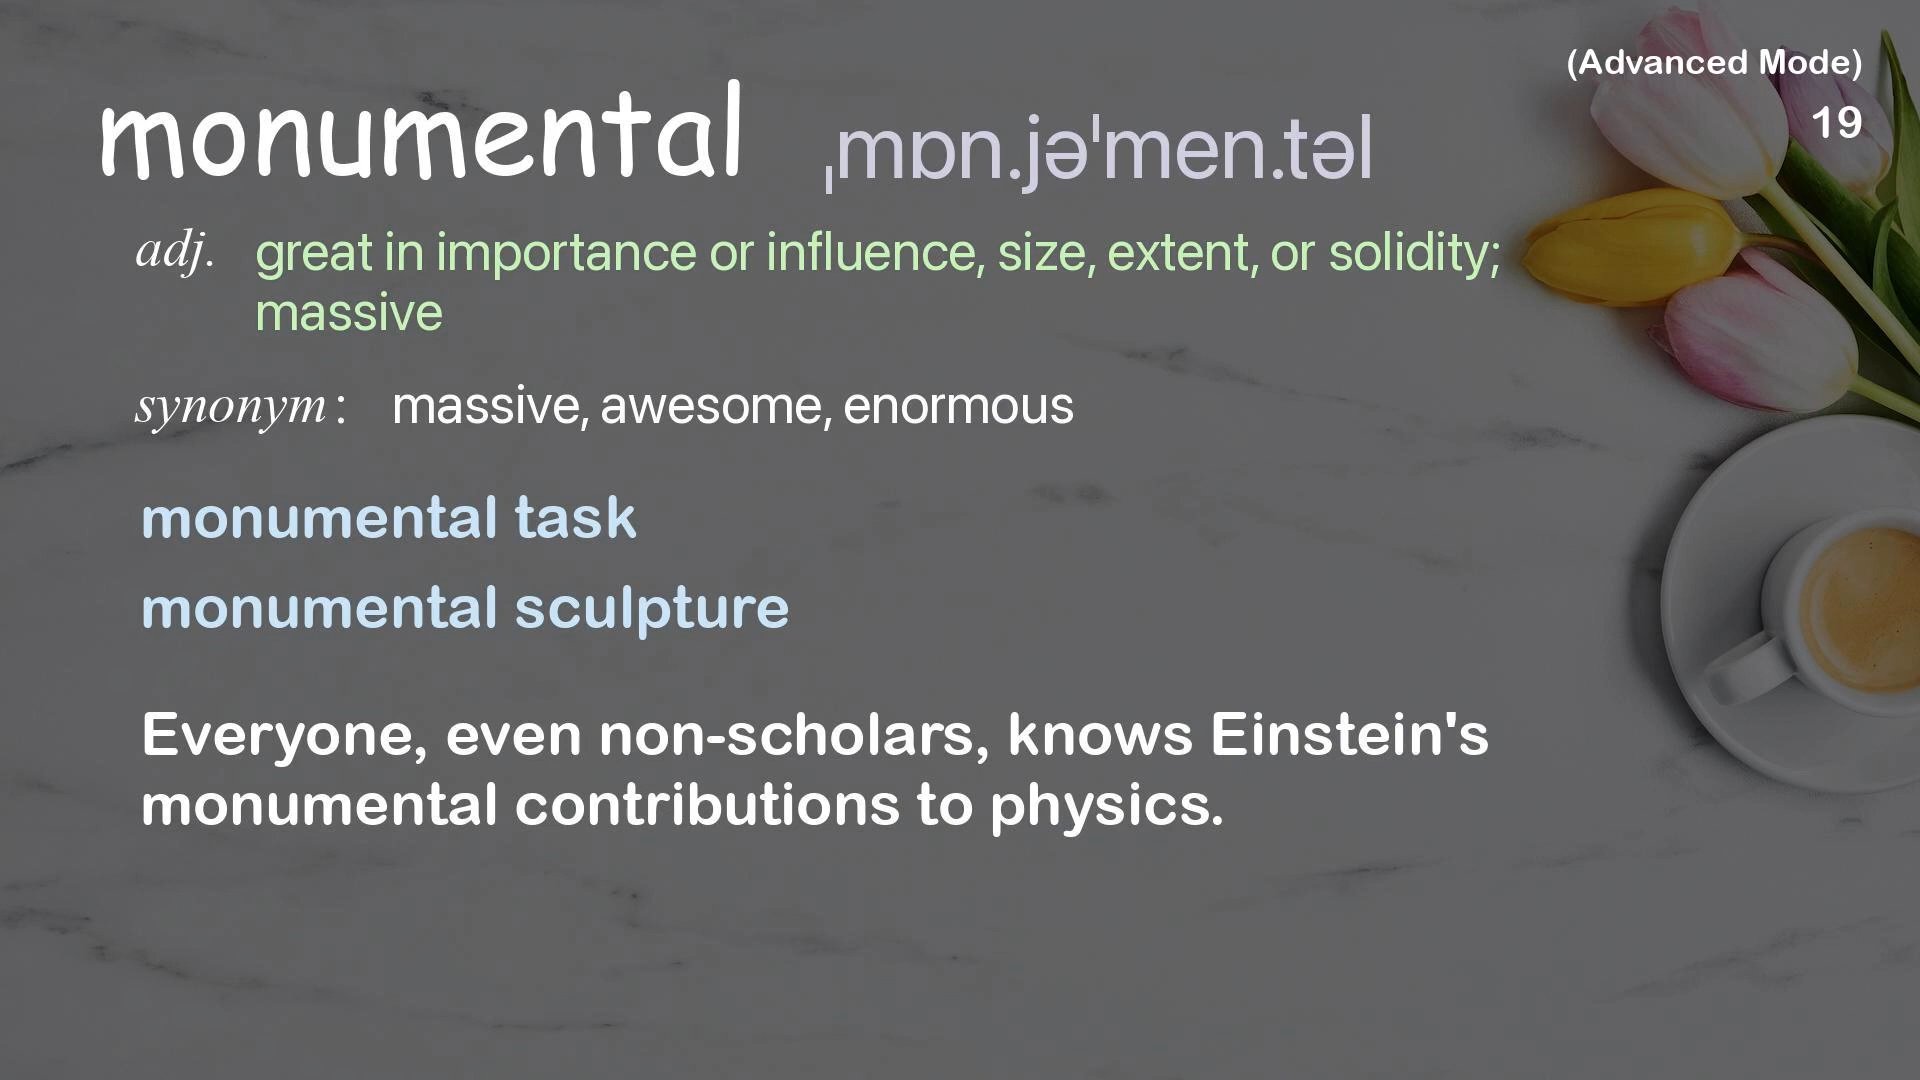 (Advanced Mode)
monumental ˌmɒn.jəˈmen.təl
19
adj. great in importance or influence, size, extent, or solidity;
massive
synonym: massive, awesome, enormous
monumental task
monumental sculpture
Everyone, even non-scholars, knows Einstein's
monumental contributions to physics.